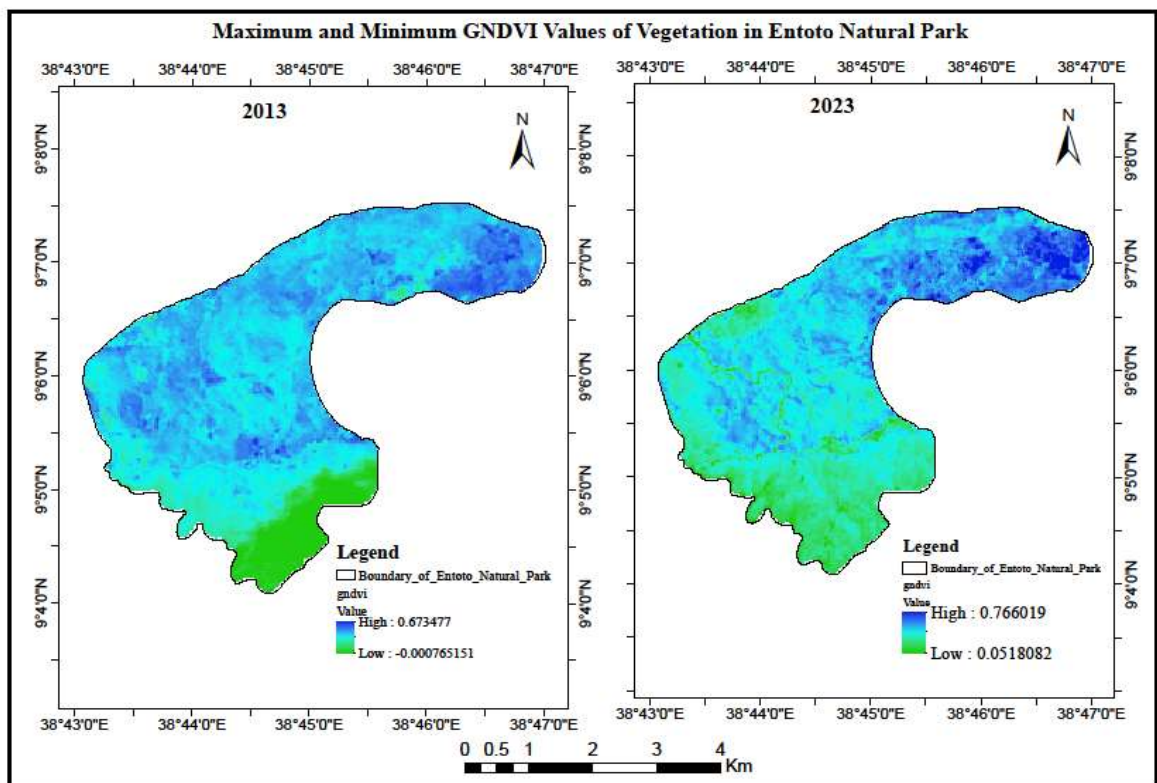 Maximum and Minimum GNDVI Values of Vegetation in Entoto Natural Park
38°43'0"E 38°44'0"E 38°45'0"E 38°46'0"E 38°47'0"E
2013
N
9°8'0"N
9°7'0"N
9°6'0"N
9°5'0"N
9°4'0"N
9°8'0"N
9°7'0"N
9°6'0"N
9°5'0"N
9°4'0"N
Legend
Boundary_of_Entoto_Natural_Park
gndvi
Value
High : 0.673477
Low : -0.000765151
38°43'0"E 38°44'0"E 38°45'0"E 38°46'0"E 38°47'0"E
38°43'0"E 38°44'0"E 38°45'0"E 38°46'0"E 38°47'0"E
2023
N
9°8'0"N
9°7'0"N
9°6'0"N
9°5'0"N
9°4'0"N
Legend
Boundary_of_Entoto_Natural_Park
gndvi
Value
High : 0.766019
Low : 0.0518082
38°43'0"E 38°44'0"E 38°45'0"E 38°46'0"E 38°47'0"E
0 0.5 1 2 3 4
Km